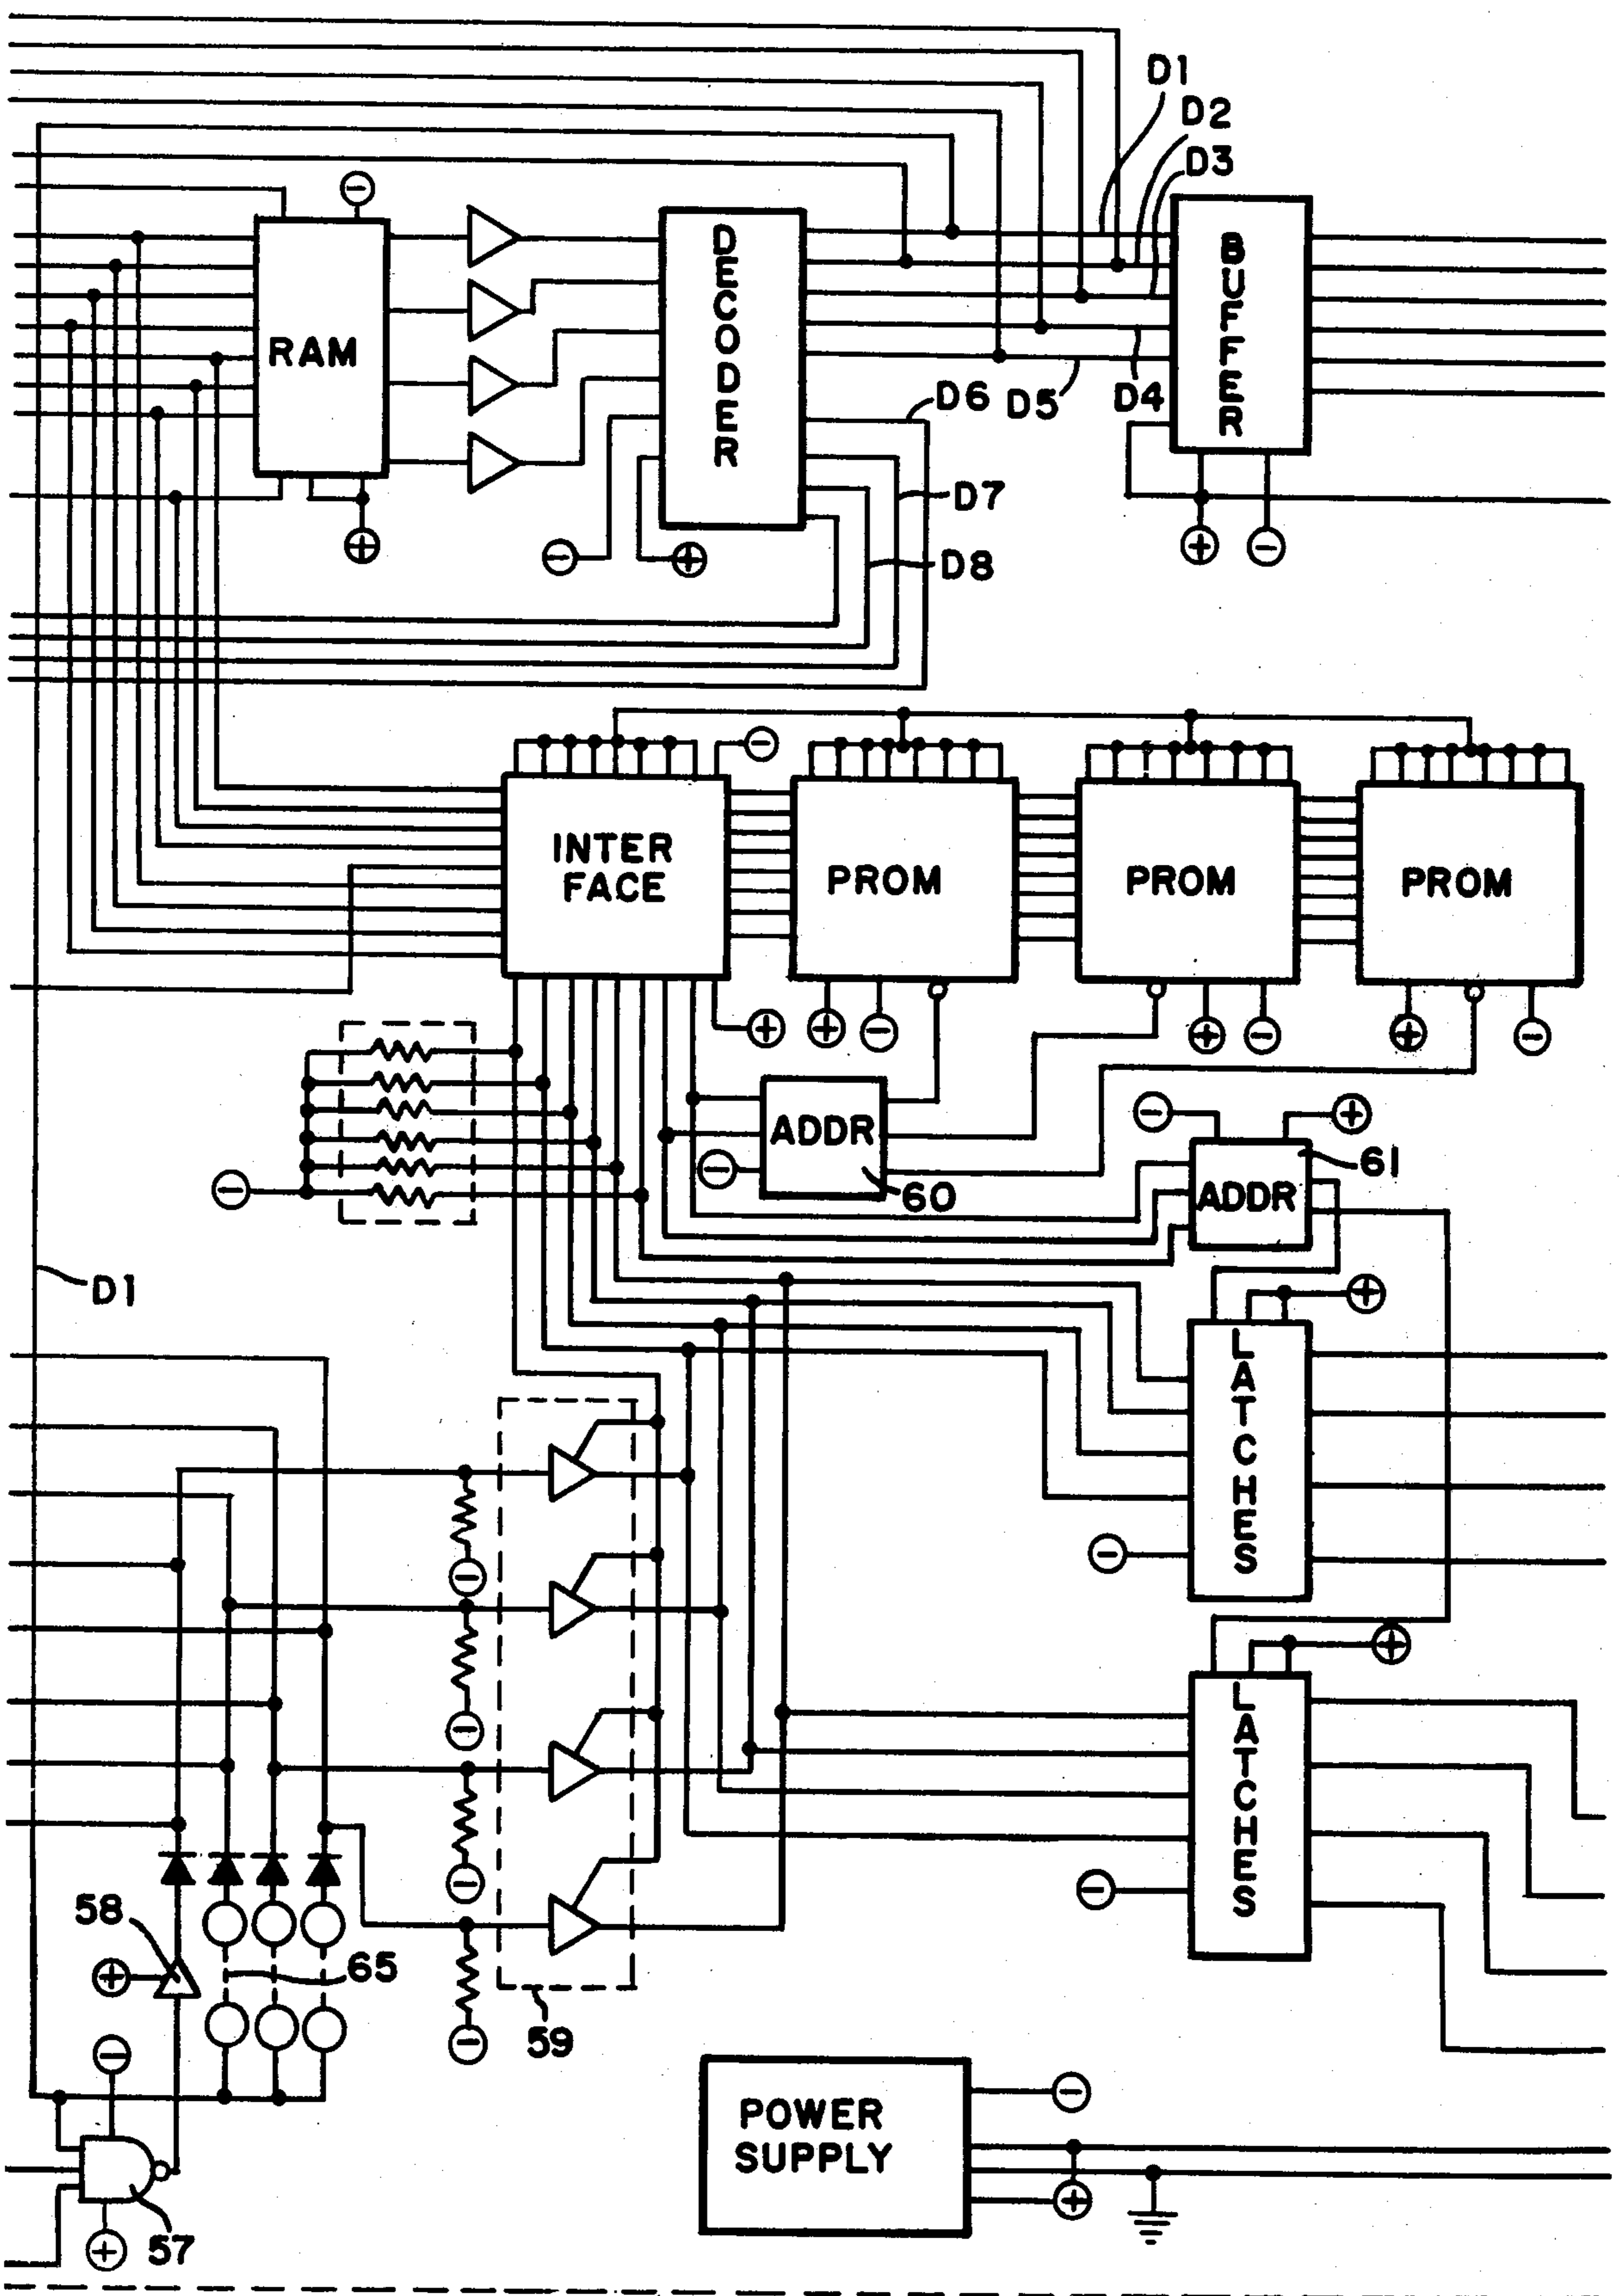 D1
D2
D3
RAM
DECODER
BUFFER
D6
D5
D4
D7
D8
INTER
FACE
PROM
PROM
PROM
ADDR
60
61
ADDR
D1
LATCHES
LATCHES
58
65
59
POWER
SUPPLY
57